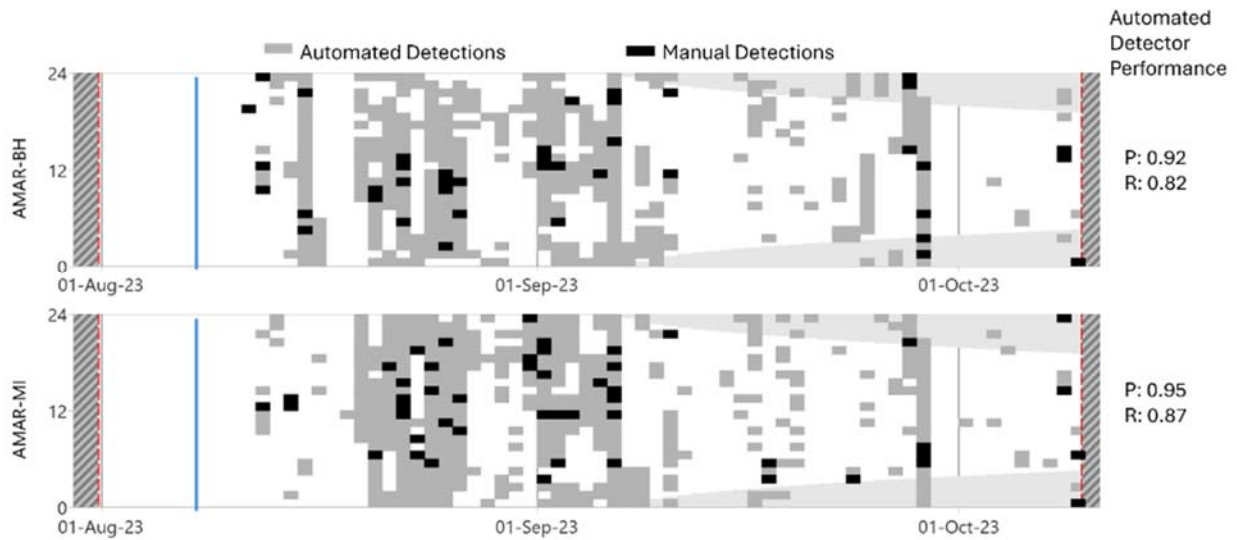 Automated Detections
Manual Detections
Automated
Detector
Performance
24
12
0
AMAR-BH
01-Aug-23
01-Sep-23
01-Oct-23
P: 0.92
R: 0.82
24
12
0
AMAR-MI
01-Aug-23
01-Sep-23
01-Oct-23
P: 0.95
R: 0.87